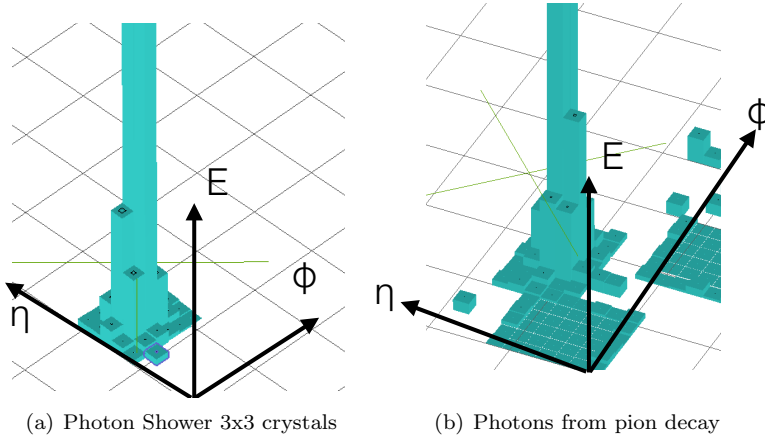 E
ϕ
η
(a) Photon Shower 3x3 crystals
ϕ
E
η
(b) Photons from pion decay